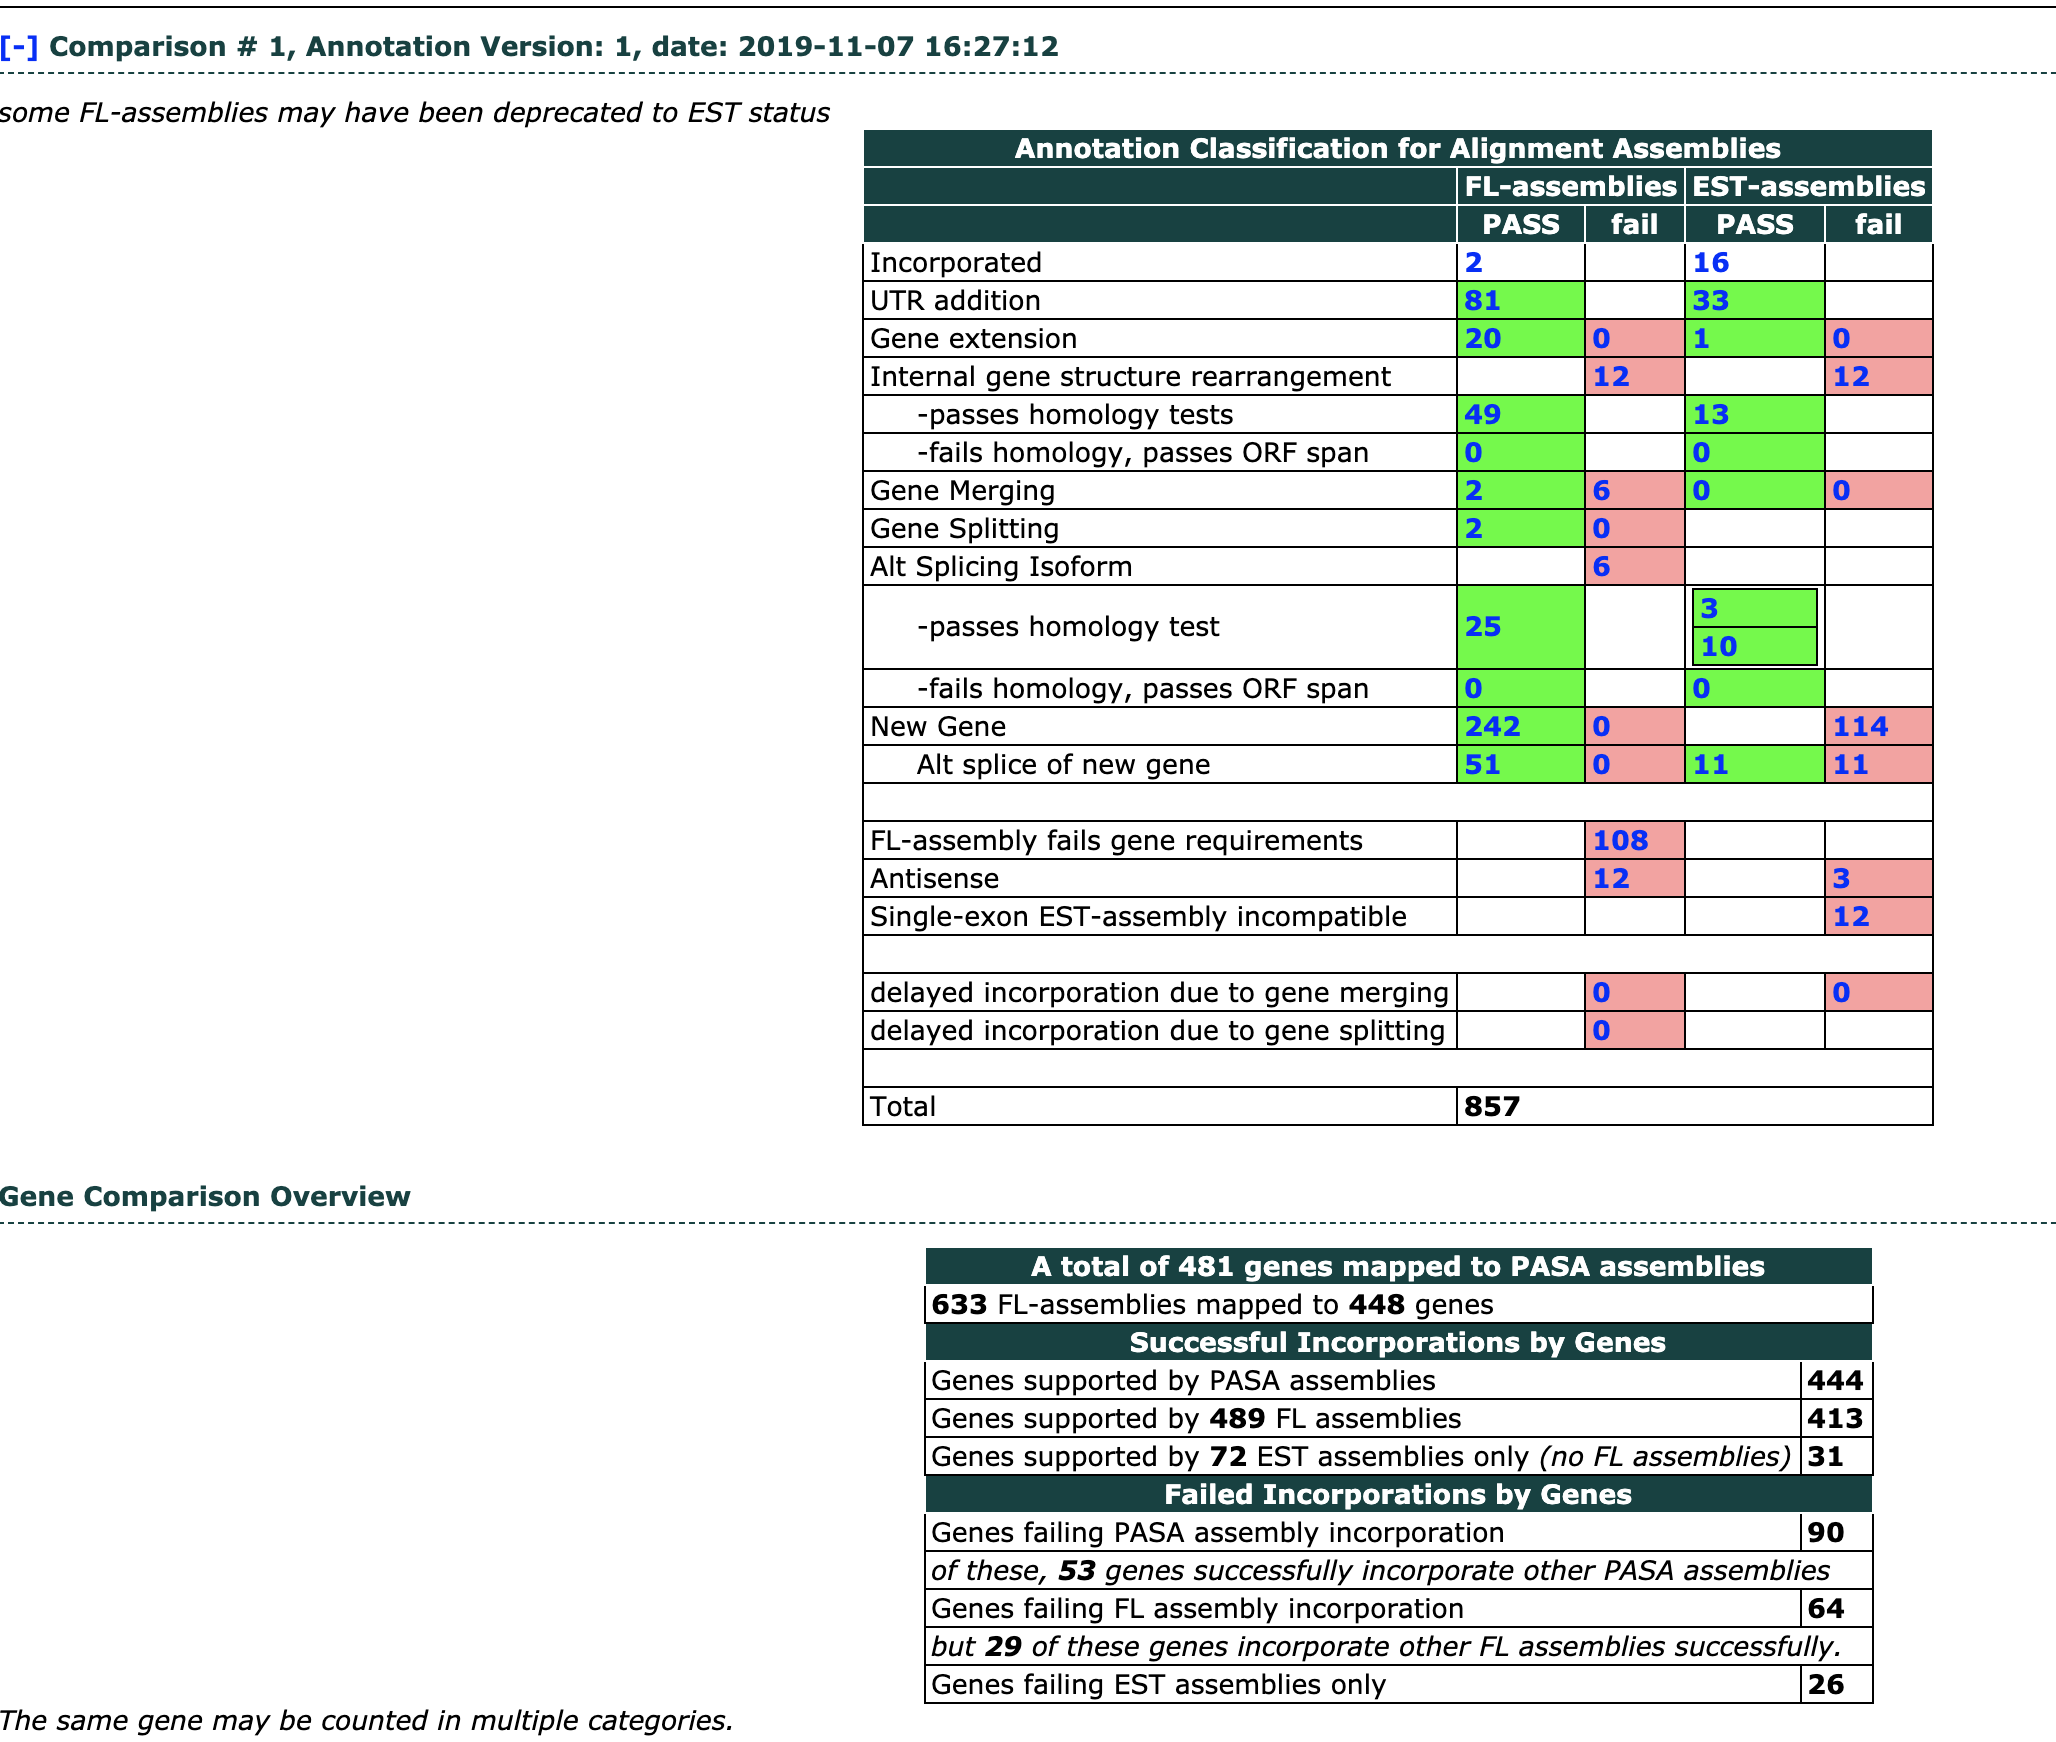 [-] Comparison # 1, Annotation Version: 1, date: 2019-11-07 16:27:12
some FL-assemblies may have been deprecated to EST status
Annotation Classification for Alignment Assemblies
FL-assemblies EST-assemblies
PASS fail PASS fail
Incorporated 2 16
UTR addition 81 33
Gene extension 20 0 1 0
Internal gene structure rearrangement 12 12
-passes homology tests 49 13
-fails homology, passes ORF span 0 0
Gene Merging 2 6 0 0
Gene Splitting 2 0
Alt Splicing Isoform 6
-passes homology test 25 3
10
-fails homology, passes ORF span 0 0
New Gene 242 0 114
Alt splice of new gene 51 0 11 11
FL-assembly fails gene requirements 108
Antisense 12 3
Single-exon EST-assembly incompatible 12
delayed incorporation due to gene merging 0 0
delayed incorporation due to gene splitting 0
Total 857
Gene Comparison Overview
A total of 481 genes mapped to PASA assemblies
633 FL-assemblies mapped to 448 genes
Successful Incorporations by Genes
Genes supported by PASA assemblies 444
Genes supported by 489 FL assemblies 413
Genes supported by 72 EST assemblies only (no FL assemblies) 31
Failed Incorporations by Genes
Genes failing PASA assembly incorporation 90
of these, 53 genes successfully incorporate other PASA assemblies
Genes failing FL assembly incorporation 64
but 29 of these genes incorporate other FL assemblies successfully.
Genes failing EST assemblies only 26
The same gene may be counted in multiple categories.